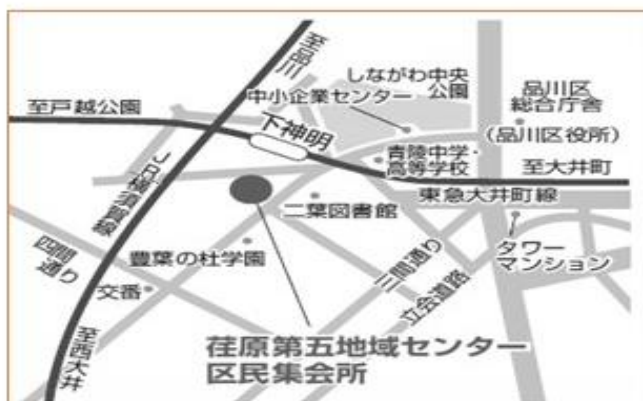 至品川
しながわ中央
公園
中小企業センター
品川区
総合庁舎
(品川区役所)
至戸越公園
下神明
青稜中学・
高等学校
至大井町
東急大井町線
JR横須賀線
二葉図書館
四間
通り
豊葉の杜学園
三間通り
立会道路
タワー
マンション
交番
至西大井
荏原第五地域センター
区民集会所